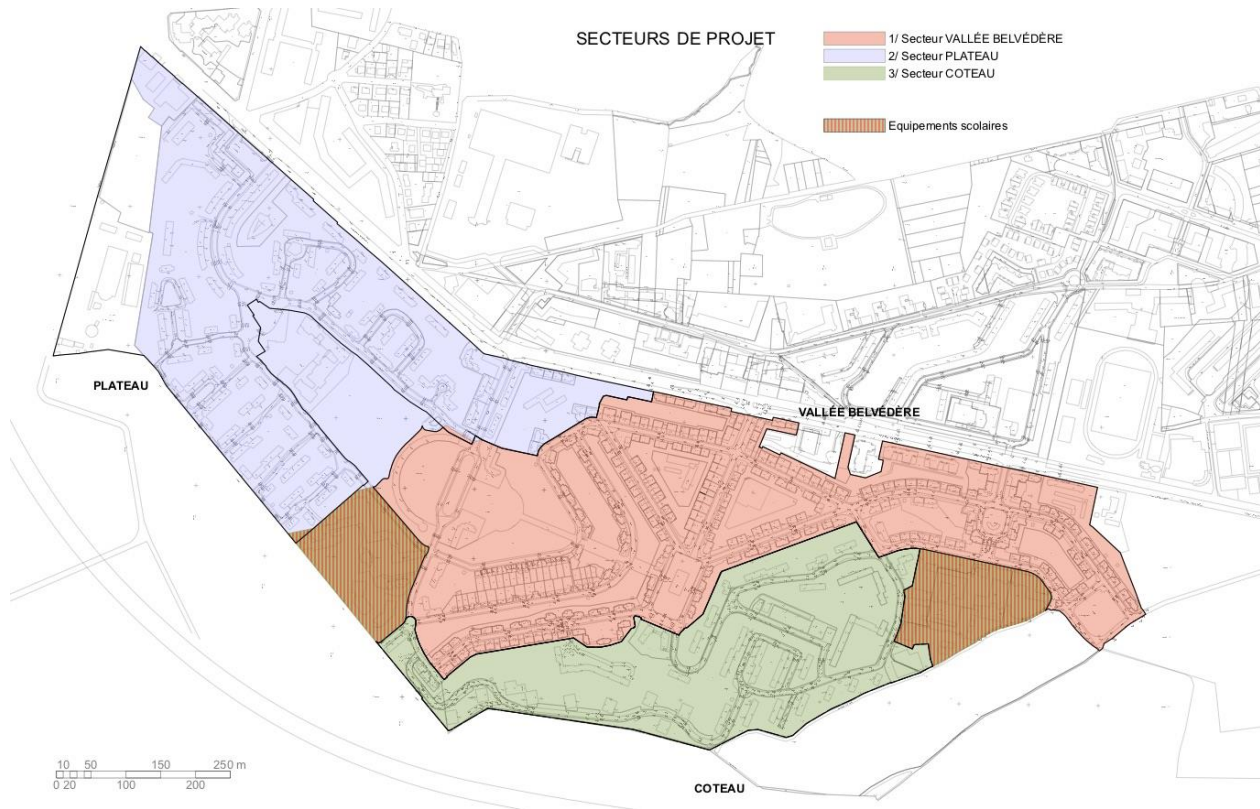 SECTEURS DE PROJET
1/ Secteur VALLÉE BELVÉDÈRE
2/ Secteur PLATEAU
3/ Secteur COTEAU
Equipements scolaires
PLATEAU
VALLÉE BELVÉDÈRE
10 50 150 250 m
0 20 100 200
COTEAU